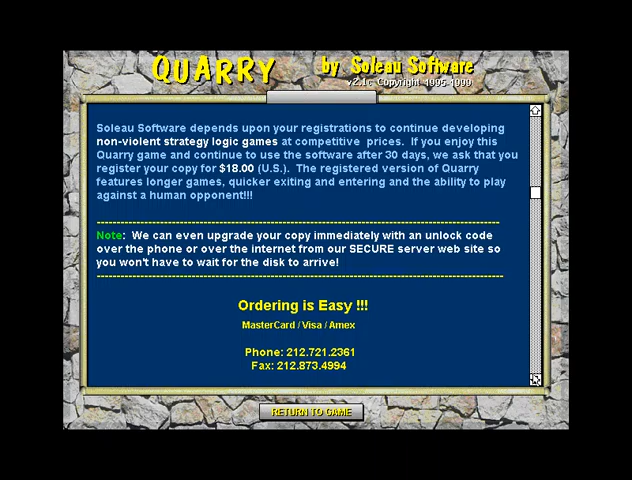 QUARRY by Soleau Software
v2.1c Copyright 1995-1999
Soleau Software depends upon your registrations to continue developing
non-violent strategy logic games at competitive prices. If you enjoy this
Quarry game and continue to use the software after 30 days, we ask that you
register your copy for $18.00 (U.S.). The registered version of Quarry
features longer games, quicker exiting and entering and the ability to play
against a human opponent!!!
Note: We can even upgrade your copy immediately with an unlock code
over the phone or over the internet from our SECURE server web site so
you won't have to wait for the disk to arrive!
Ordering is Easy !!!
MasterCard / Visa / Amex
Phone: 212.721.2361
Fax: 212.873.4994
RETURN TO GAME